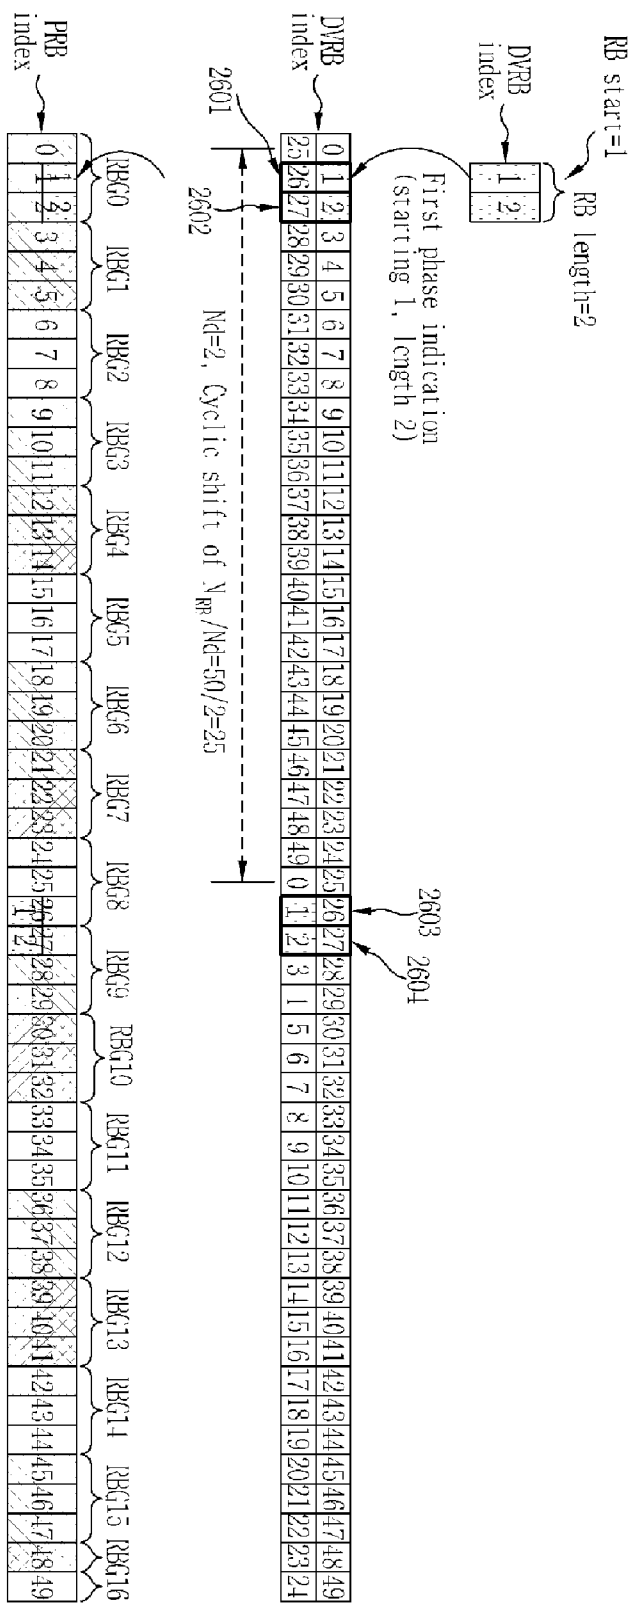 RB start=1
RB length=2
DVRB
index
1 2
First phase indication
(starting 1, length 2)
2603
2604
DVRB
index
0 1 2 3 4 5 6 7 8 9 10 11 12 13 14 15 16 17 18 19 20 21 22 23 24 25 26 27 28 29 30 31 32 33 34 35 36 37 38 39 40 41 42 43 44 45 46 47 48 49
25 26 27 28 29 30 31 32 33 34 35 36 37 38 39 40 41 42 43 44 45 46 47 48 49 0 1 2 3 1 5 6 7 8 9 10 11 12 13 14 15 16 17 18 19 20 21 22 23 24
2601
2602
Nd=2, Cyclic shift of N_RB/Nd=50/2=25
RBG0 RBG1 RBG2 RBG3 RBG4 RBG5 RBG6 RBG7 RBG8 RBG9 RBG10 RBG11 RBG12 RBG13 RBG14 RBG15 RBG16
PRB
index
0 1 2 3 4 5 6 7 8 9 10 11 12 13 14 15 16 17 18 19 20 21 22 23 24 25 26 27 28 29 30 31 32 33 34 35 36 37 38 39 40 41 42 43 44 45 46 47 48 49
1 2